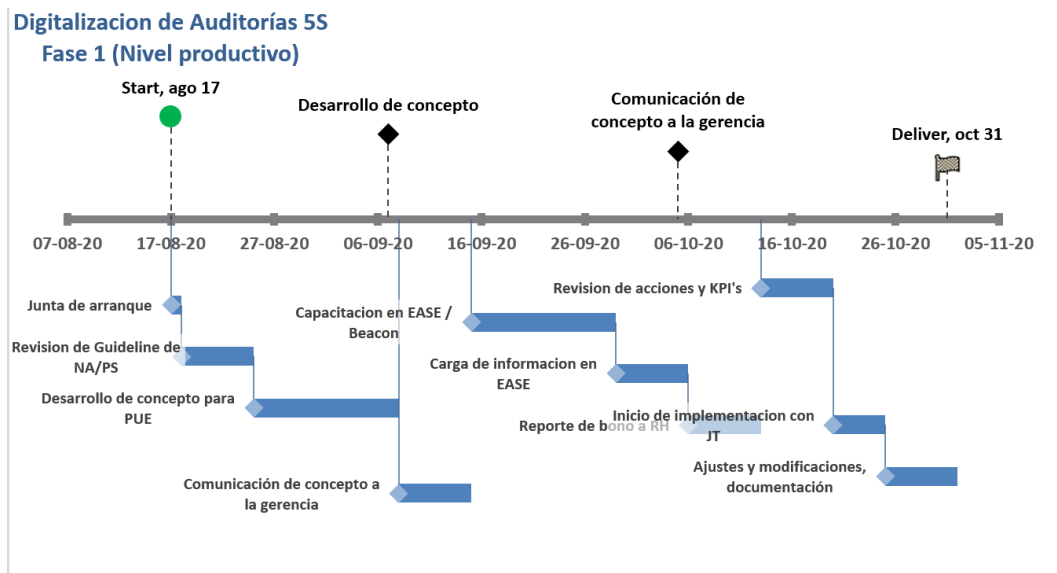 Digitalizacion de Auditorías 5S
Fase 1 (Nivel productivo)
Start, ago 17
Desarrollo de concepto
Comunicación de
concepto a la gerencia
Deliver, oct 31
07-08-20
17-08-20
27-08-20
06-09-20
16-09-20
26-09-20
06-10-20
16-10-20
26-10-20
05-11-20
Junta de arranque
Revision de Guideline de
NA/PS
Desarrollo de concepto para
PUE
Comunicación de concepto a
la gerencia
Capacitacion en EASE /
Beacon
Carga de informacion en
EASE
Reporte de bono a RH
Revision de acciones y KPI's
Inicio de implementacion con
JT
Ajustes y modificaciones,
documentación